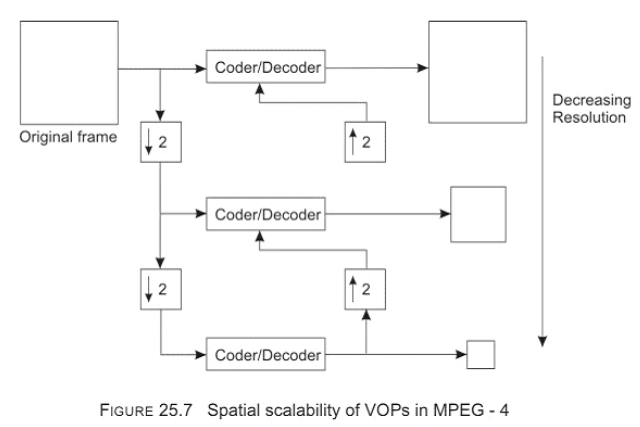 Coder/Decoder
Decreasing
Resolution
Original frame
↓ 2
↑ 2
Coder/Decoder
↓ 2
↑ 2
Coder/Decoder
FIGURE 25.7 Spatial scalability of VOPs in MPEG - 4